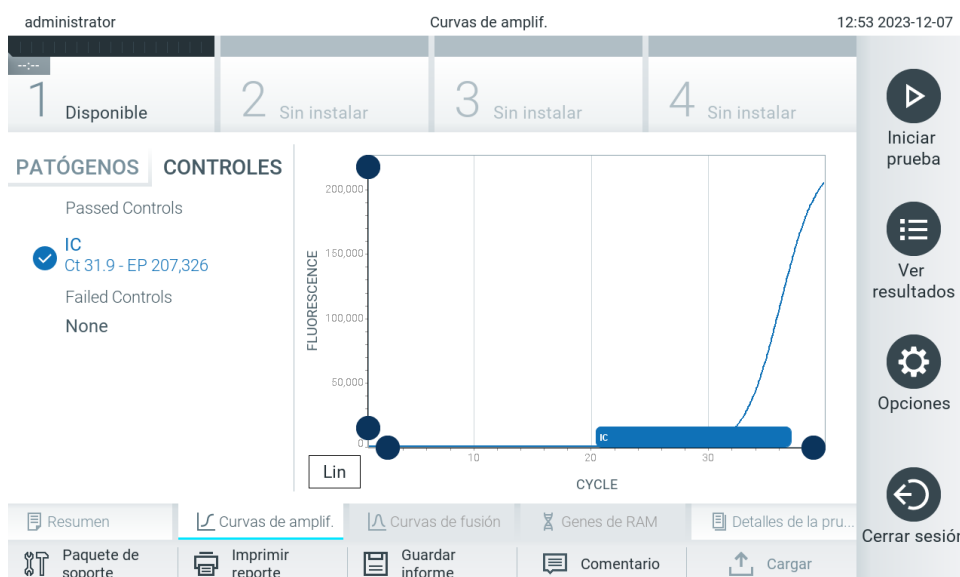 administrator
Curvas de amplif.
12:53 2023-12-07
--:--
1 Disponible
2 Sin instalar
3 Sin instalar
4 Sin instalar
Iniciar
prueba
Ver
resultados
Opciones
Cerrar sesión
PATÓGENOS
CONTROLES
Passed Controls
IC
Ct 31.9 - EP 207,326
Failed Controls
None
FLUORESCENCE
200,000
150,000
100,000
50,000
0
IC
10
20
30
CYCLE
Lin
Resumen
Curvas de amplif.
Curvas de fusión
Genes de RAM
Detalles de la pru...
Paquete de
soporte
Imprimir
reporte
Guardar
informe
Comentario
Cargar